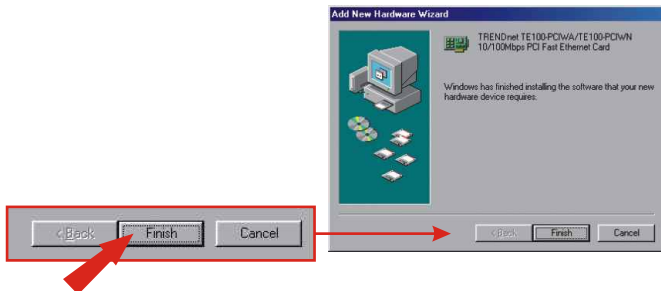 Add New Hardware Wizard
TRENDnet TE100-PCIWA/TE100-PCIWN
10/100Mbps PCI Fast Ethernet Card
Windows has finished installing the software that your new
hardware device requires.
< Back Finish Cancel
< Back Finish Cancel